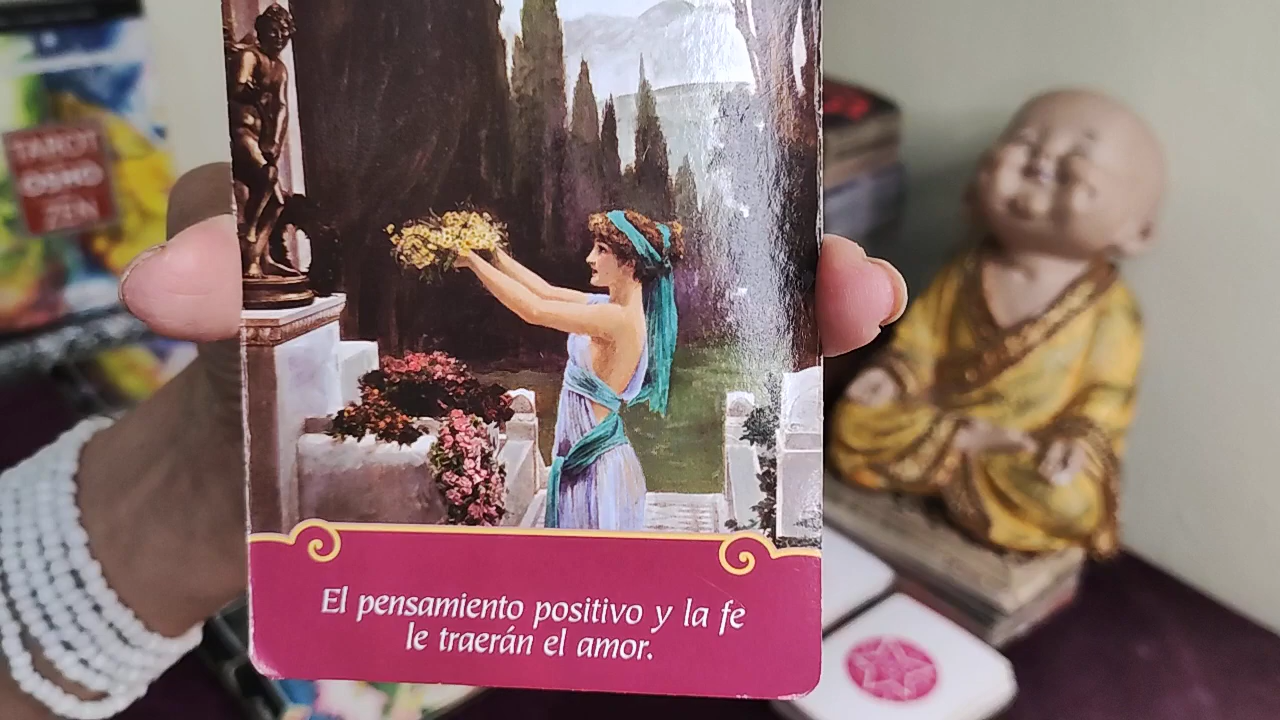 TAROT
OSHO
ZEN
El pensamiento positivo y la fe
le traerán el amor.